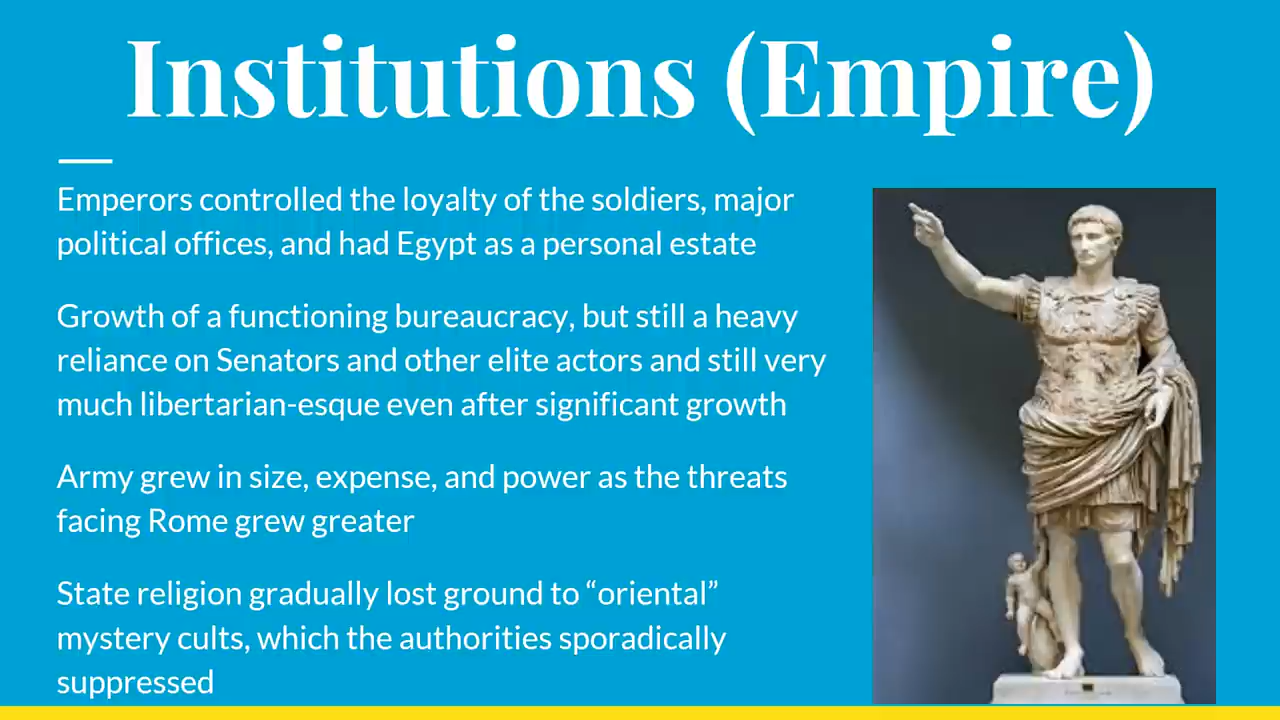 Institutions (Empire)
Emperors controlled the loyalty of the soldiers, major
political offices, and had Egypt as a personal estate
Growth of a functioning bureaucracy, but still a heavy
reliance on Senators and other elite actors and still very
much libertarian-esque even after significant growth
Army grew in size, expense, and power as the threats
facing Rome grew greater
State religion gradually lost ground to “oriental”
mystery cults, which the authorities sporadically
suppressed